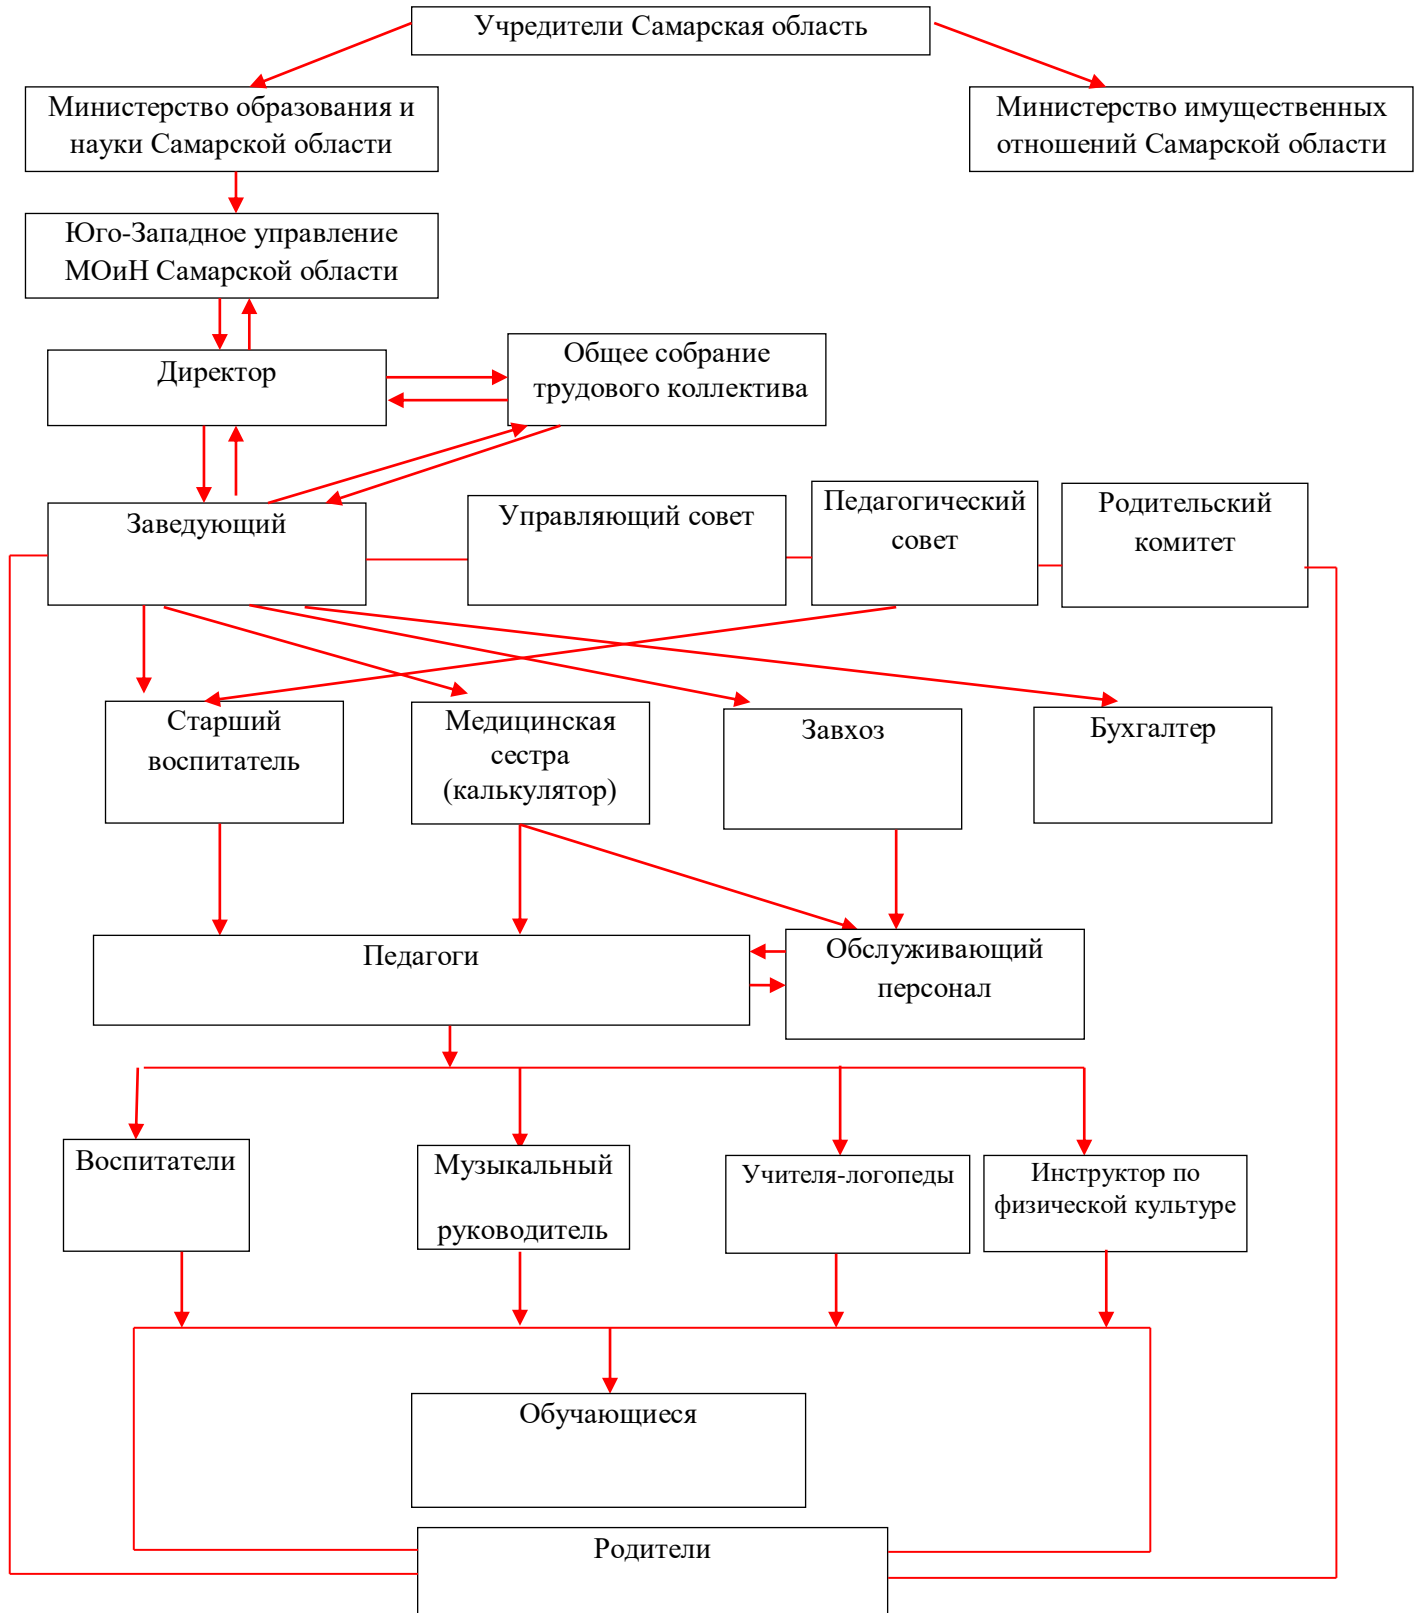 Учредители Самарская область
Министерство образования и
науки Самарской области
Министерство имущественных
отношений Самарской области
Юго-Западное управление
МОиН Самарской области
Директор
Общее собрание
трудового коллектива
Заведующий
Управляющий совет
Педагогический
совет
Родительский
комитет
Старший
воспитатель
Медицинская
сестра
(калькулятор)
Завхоз
Бухгалтер
Педагоги
Обслуживающий
персонал
Воспитатели
Музыкальный
руководитель
Учителя-логопеды
Инструктор по
физической культуре
Обучающиеся
Родители